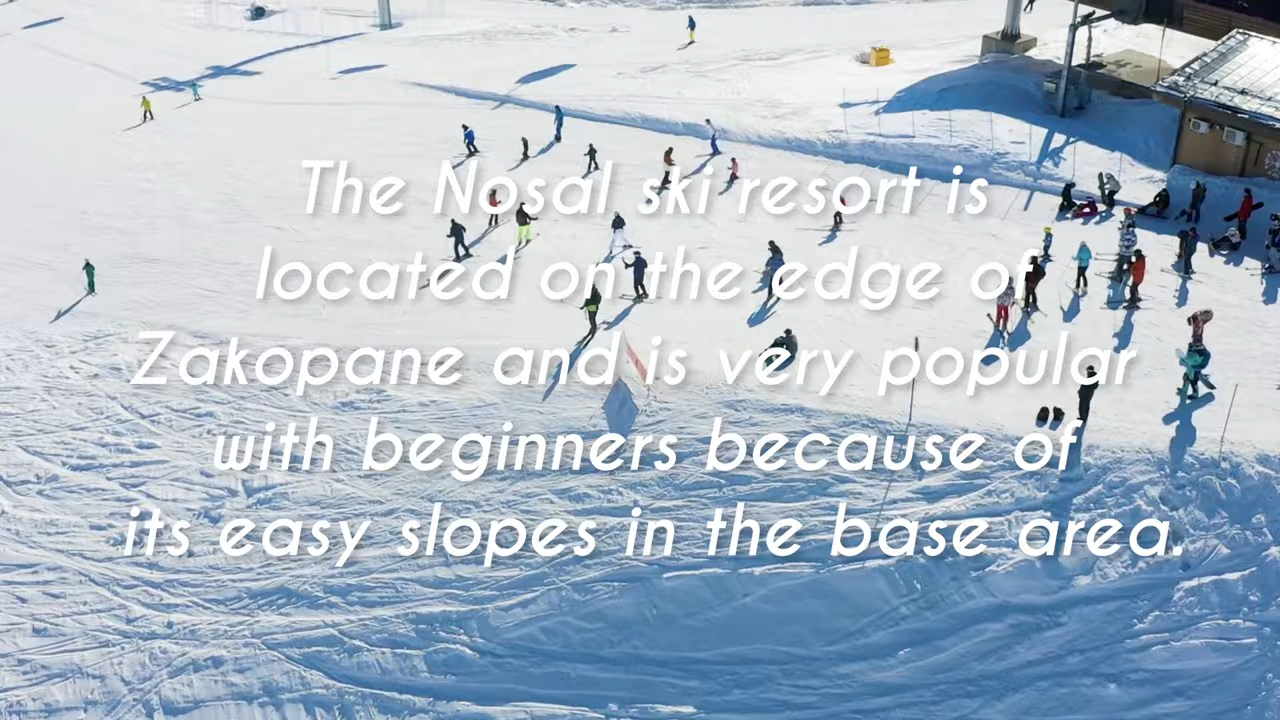 The Nosal ski resort is
located on the edge of
Zakopane and is very popular
with beginners because of
its easy slopes in the base area.